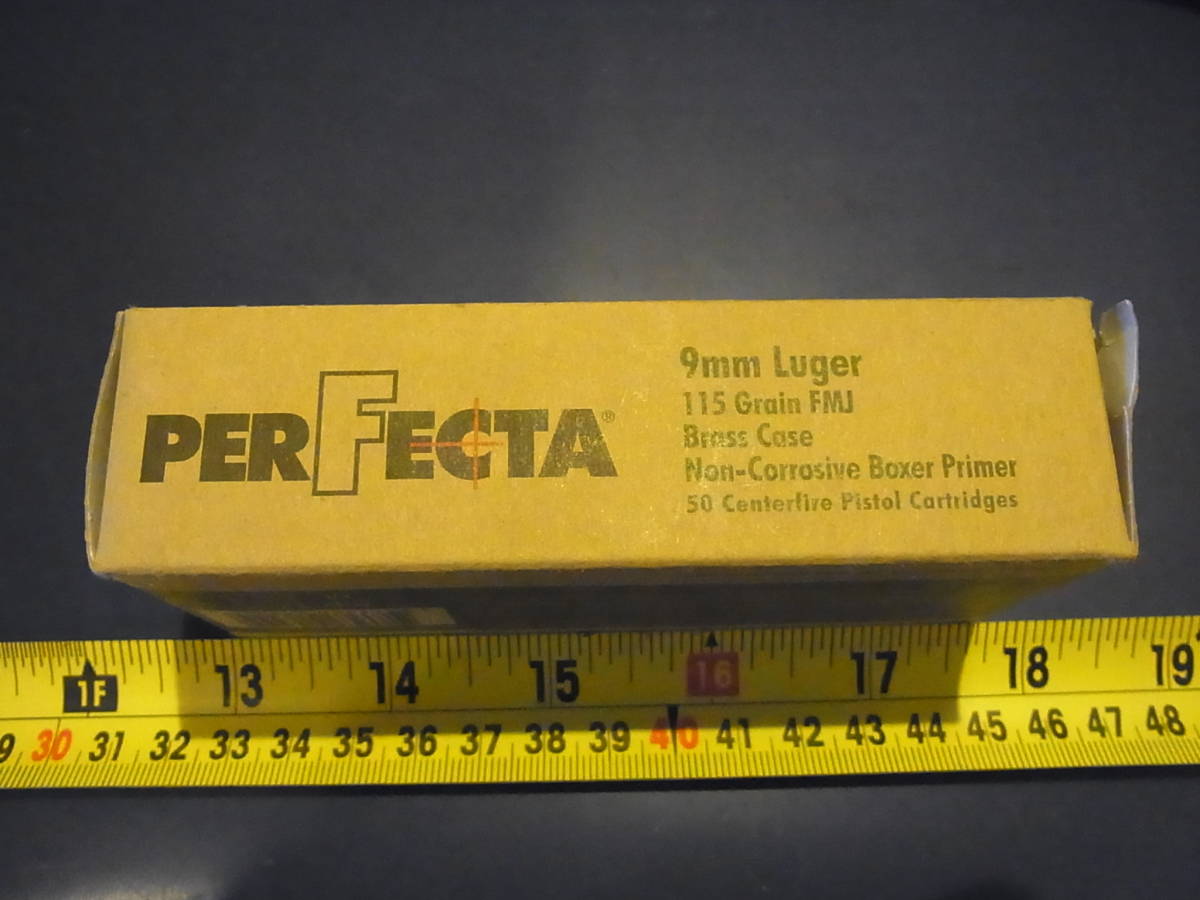 PERFECTA®
9mm Luger
115 Grain FMJ
Brass Case
Non-Corrosive Boxer Primer
50 Centerfire Pistol Cartridges
1F 13 14 15 16 17 18 19
9 30 31 32 33 34 35 36 37 38 39 40 41 42 43 44 45 46 47 48